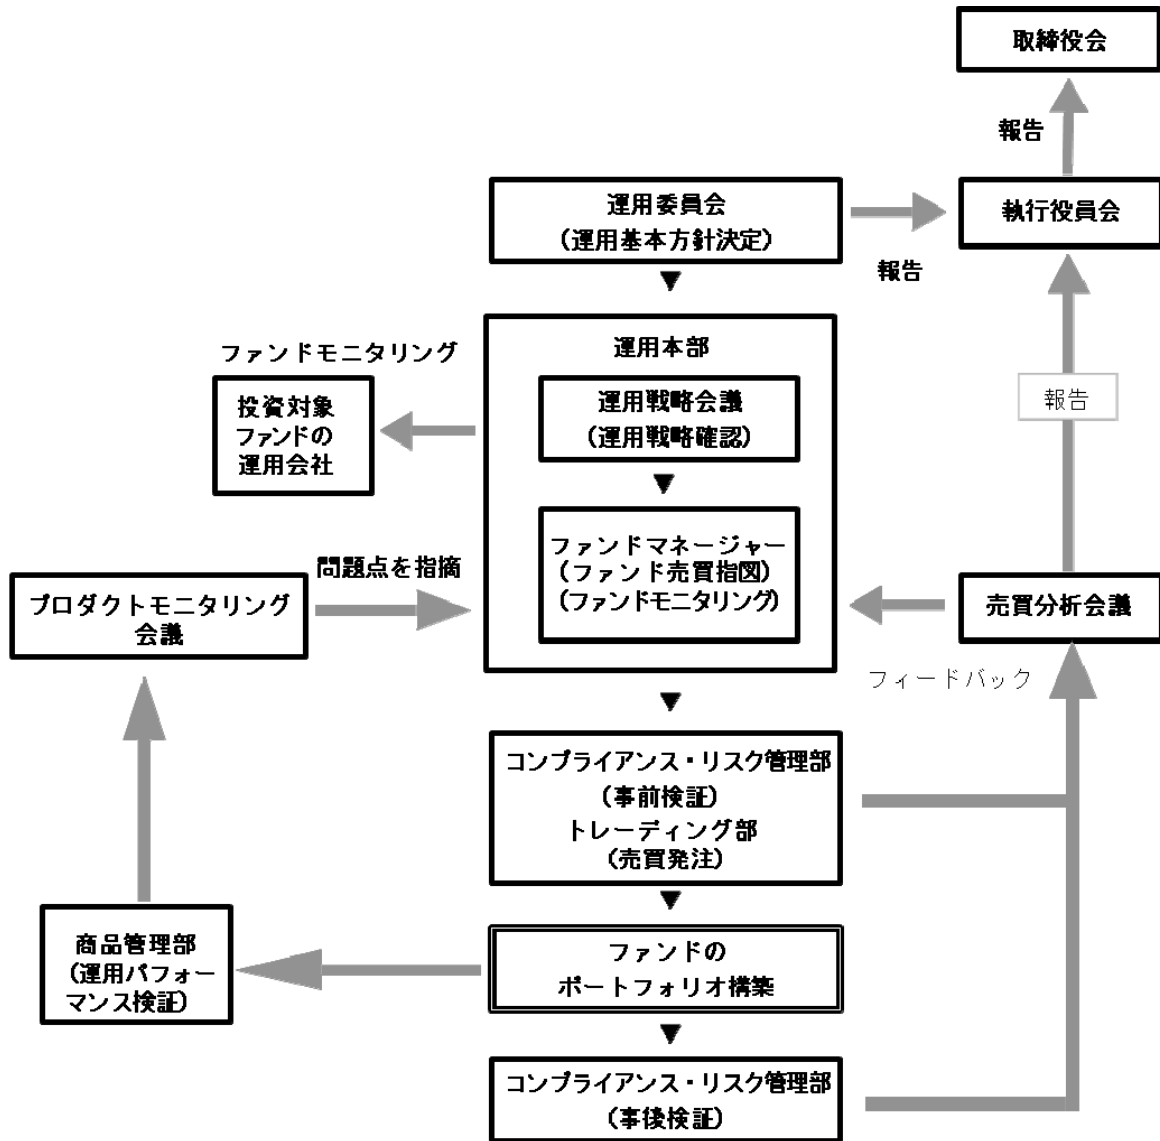 取締役会
報告
運用委員会
(運用基本方針決定)
執行役員会
報告
運用本部
ファンドモニタリング
投資対象
ファンドの
運用会社
運用戦略会議
(運用戦略確認)
報告
ファンドマネージャー
(ファンド売買指図)
(ファンドモニタリング)
問題点を指摘
プロダクトモニタリング
会議
売買分析会議
フィードバック
コンプライアンス・リスク管理部
(事前検証)
トレーディング部
(売買発注)
商品管理部
(運用パフォー
マンス検証)
ファンドの
ポートフォリオ構築
コンプライアンス・リスク管理部
(事後検証)